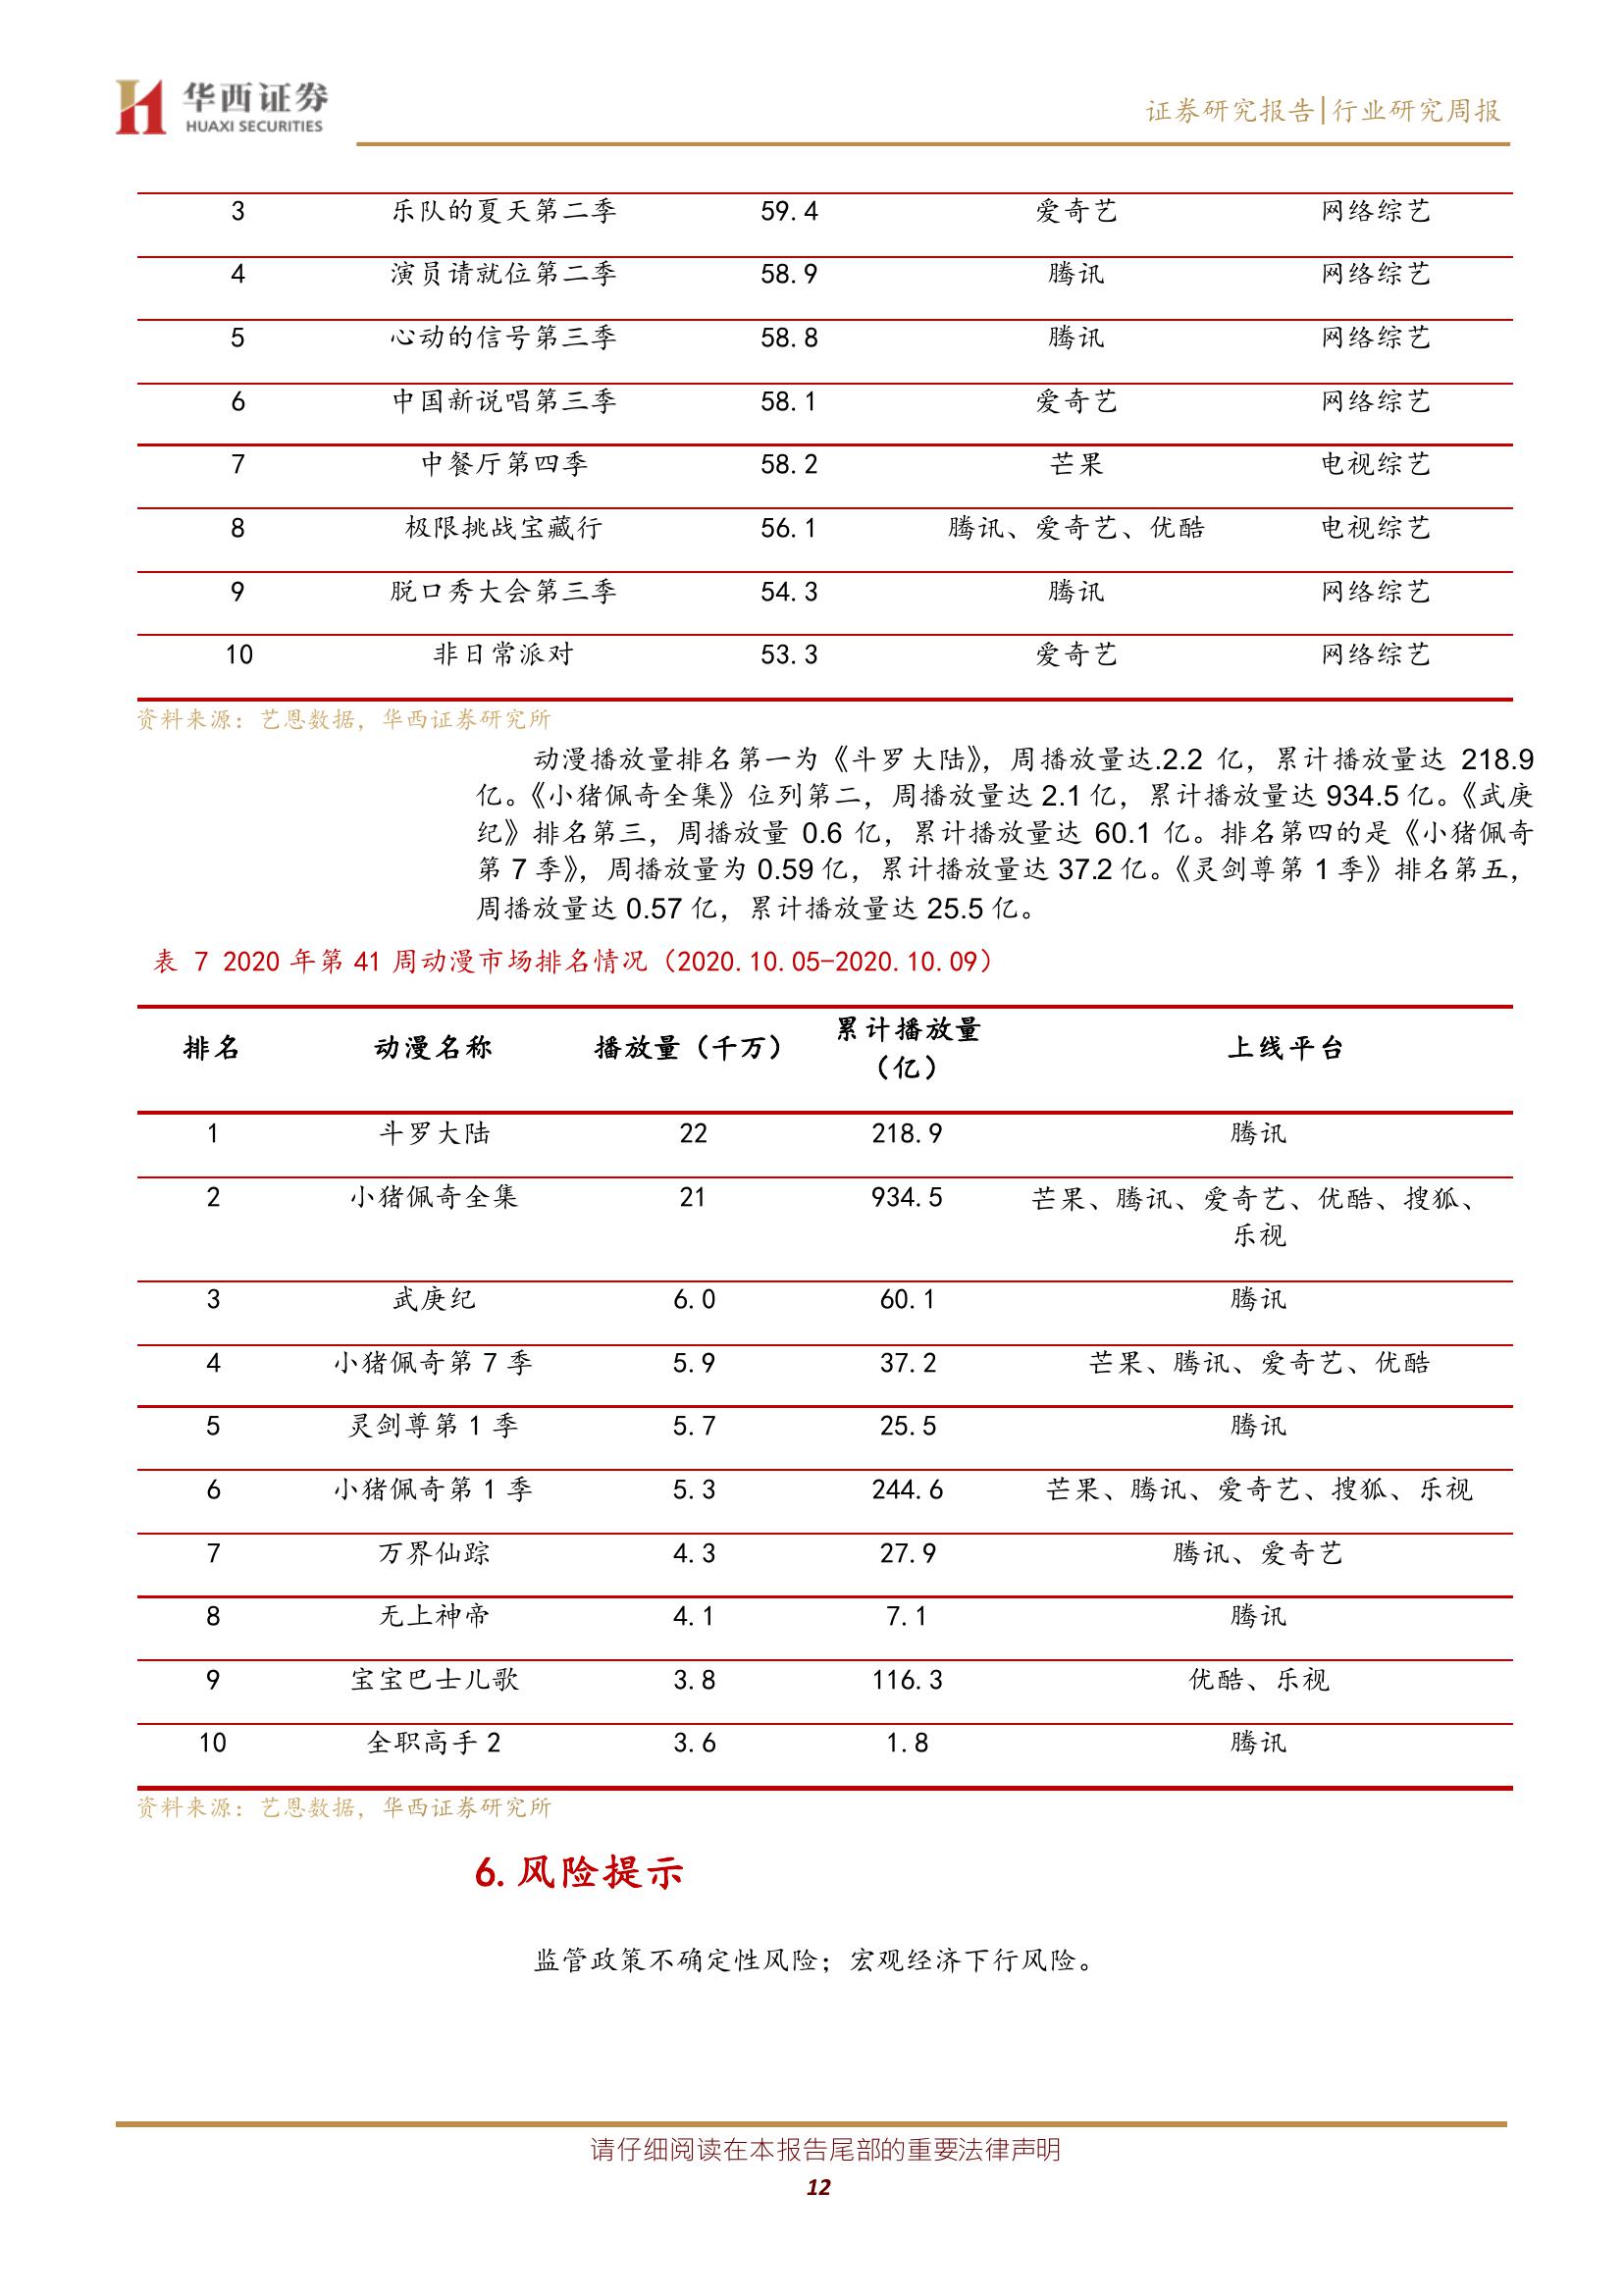 华西证券
HUAXI SECURITIES
证券研究报告|行业研究周报
3 乐队的夏天第二季 59.4 爱奇艺 网络综艺
4 演员请就位第二季 58.9 腾讯 网络综艺
5 心动的信号第三季 58.8 腾讯 网络综艺
6 中国新说唱第三季 58.1 爱奇艺 网络综艺
7 中餐厅第四季 58.2 芒果 电视综艺
8 极限挑战宝藏行 56.1 腾讯、爱奇艺、优酷 电视综艺
9 脱口秀大会第三季 54.3 腾讯 网络综艺
10 非日常派对 53.3 爱奇艺 网络综艺
资料来源：艺恩数据，华西证券研究所
动漫播放量排名第一为《斗罗大陆》，周播放量达.2.2 亿，累计播放量达 218.9
亿。《小猪佩奇全集》位列第二，周播放量达 2.1 亿，累计播放量达 934.5 亿。《武庚
纪》排名第三，周播放量 0.6 亿，累计播放量达 60.1 亿。排名第四的是《小猪佩奇
第 7 季》，周播放量为 0.59 亿，累计播放量达 37.2 亿。《灵剑尊第 1 季》排名第五，
周播放量达 0.57 亿，累计播放量达 25.5 亿。
表 7 2020 年第 41 周动漫市场排名情况（2020.10.05-2020.10.09）
排名 动漫名称 播放量（千万） 累计播放量 上线平台
（亿）
1 斗罗大陆 22 218.9 腾讯
2 小猪佩奇全集 21 934.5 芒果、腾讯、爱奇艺、优酷、搜狐、
乐视
3 武庚纪 6.0 60.1 腾讯
4 小猪佩奇第 7 季 5.9 37.2 芒果、腾讯、爱奇艺、优酷
5 灵剑尊第 1 季 5.7 25.5 腾讯
6 小猪佩奇第 1 季 5.3 244.6 芒果、腾讯、爱奇艺、搜狐、乐视
7 万界仙踪 4.3 27.9 腾讯、爱奇艺
8 无上神帝 4.1 7.1 腾讯
9 宝宝巴士儿歌 3.8 116.3 优酷、乐视
10 全职高手 2 3.6 1.8 腾讯
资料来源：艺恩数据，华西证券研究所
6.风险提示
监管政策不确定性风险；宏观经济下行风险。
请仔细阅读在本报告尾部的重要法律声明
12